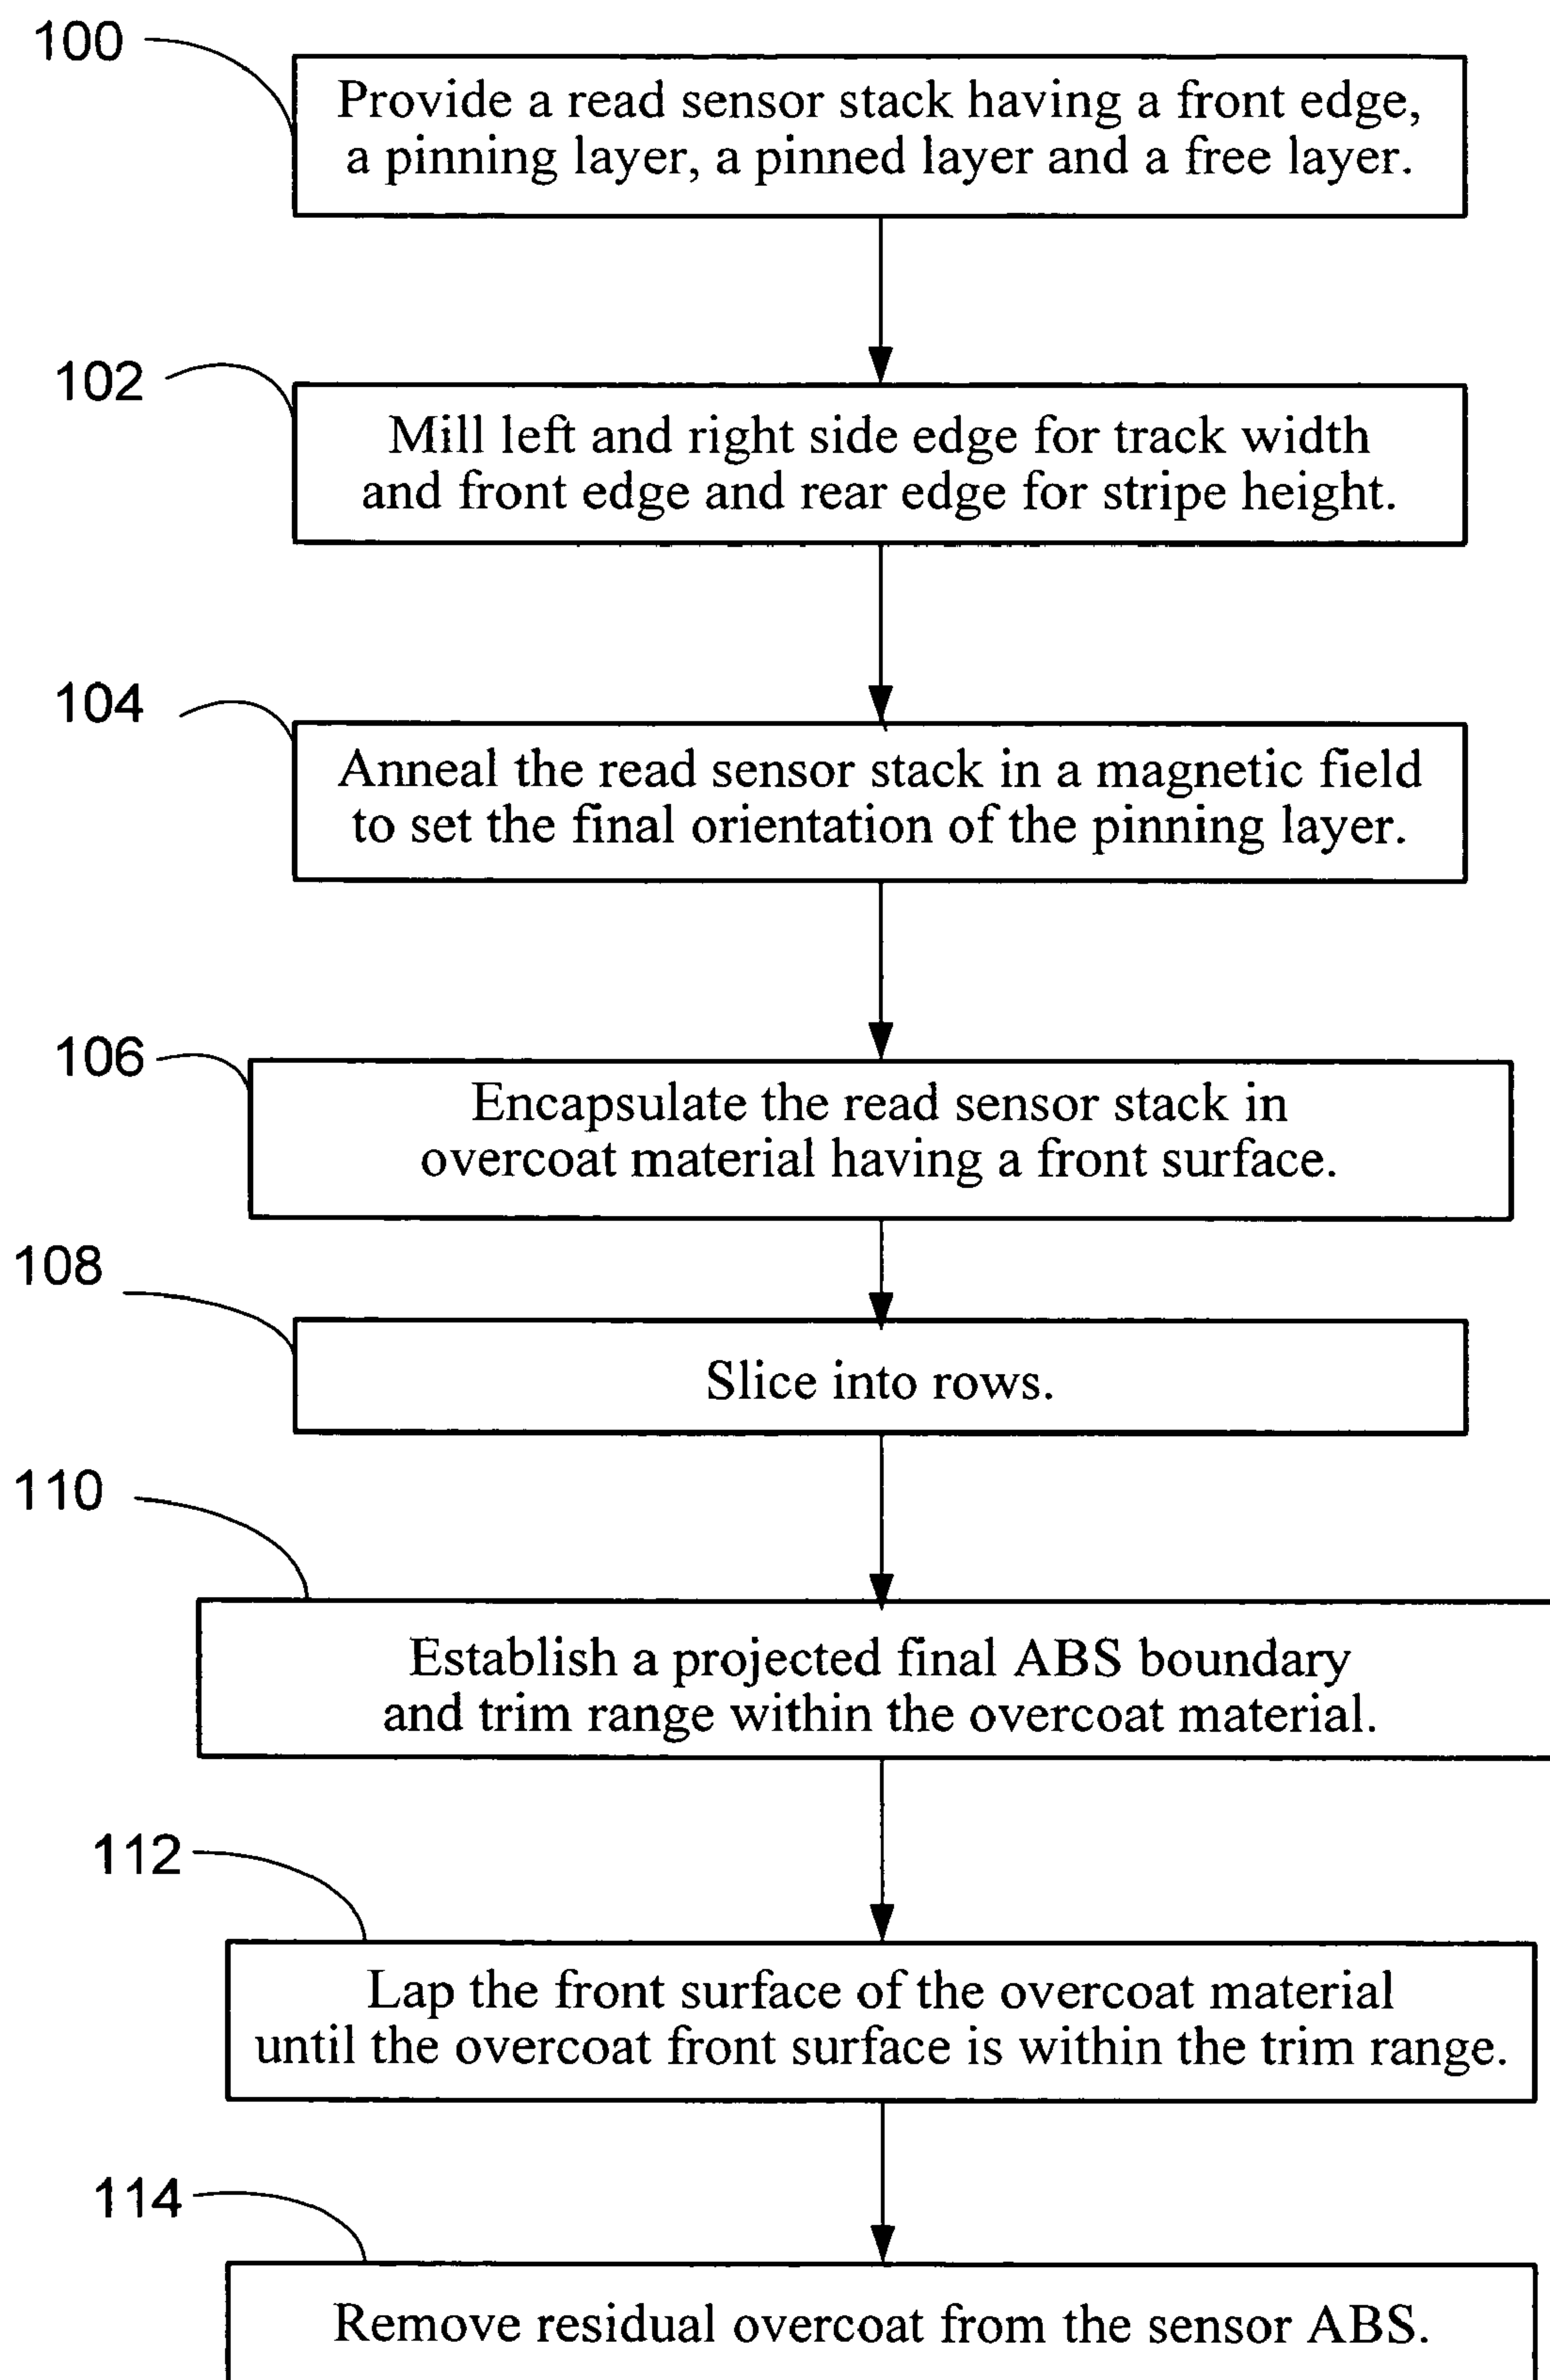 100
Provide a read sensor stack having a front edge,
a pinning layer, a pinned layer and a free layer.
102
Mill left and right side edge for track width
and front edge and rear edge for stripe height.
104
Anneal the read sensor stack in a magnetic field
to set the final orientation of the pinning layer.
106
Encapsulate the read sensor stack in
overcoat material having a front surface.
108
Slice into rows.
110
Establish a projected final ABS boundary
and trim range within the overcoat material.
112
Lap the front surface of the overcoat material
until the overcoat front surface is within the trim range.
114
Remove residual overcoat from the sensor ABS.